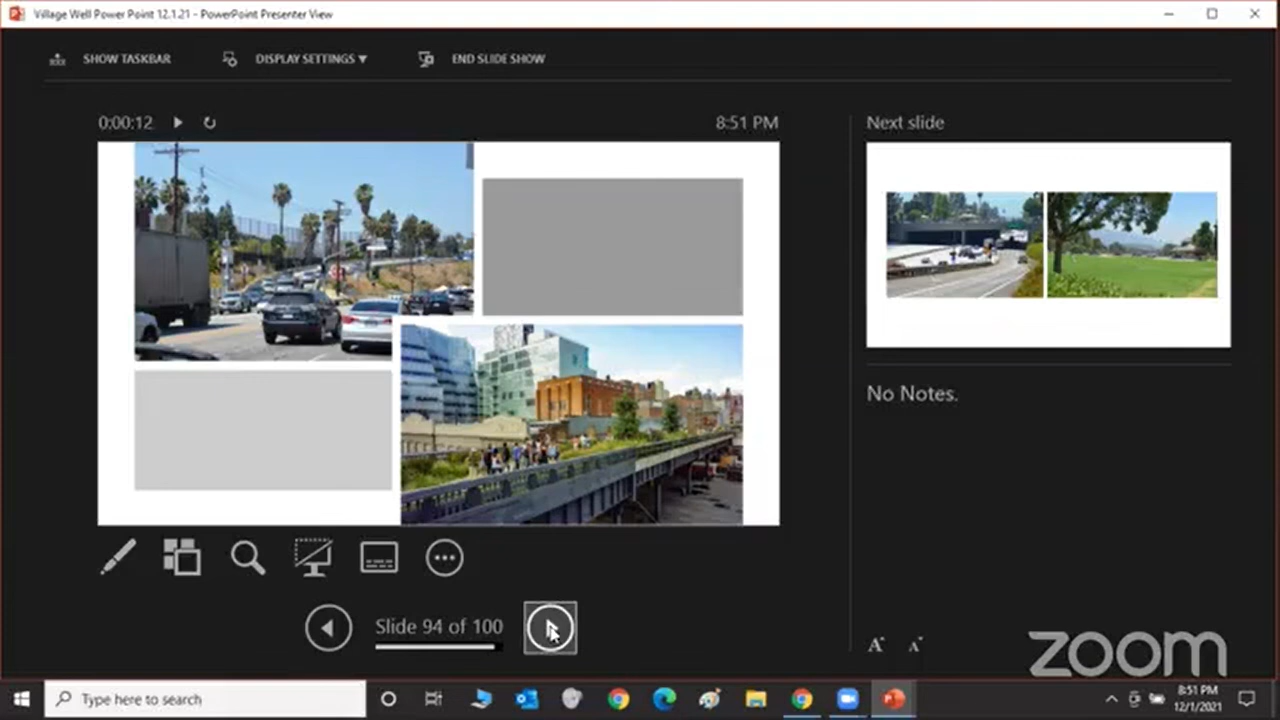 Village Well Power Point 12.1.21 - PowerPoint Presenter View
SHOW TASKBAR
DISPLAY SETTINGS ▼
END SLIDE SHOW
0:00:12
8:51 PM
Next slide
No Notes.
Slide 94 of 100
A A
zoom
Type here to search
8:51 PM
12/1/2021